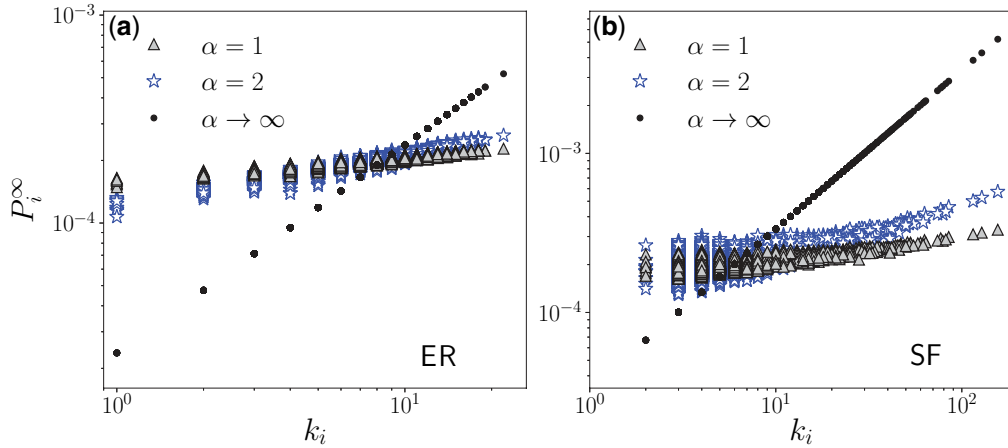 (a)
α = 1
α = 2
α → ∞
ER
10⁻³
10⁻⁴
P_i^∞
10⁰
10¹
k_i
(b)
α = 1
α = 2
α → ∞
SF
10⁻³
10⁻⁴
10⁰
10¹
10²
k_i